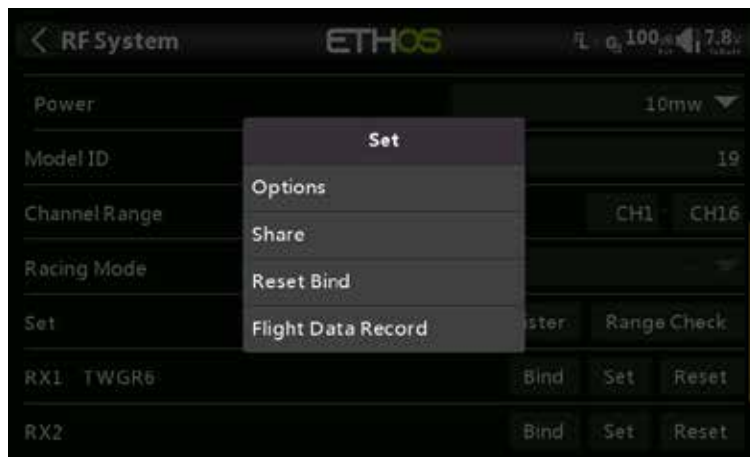 < RF System ETHOS 100 7.8v
Power 10mw
Model ID 19
Channel Range CH1 CH16
Racing Mode
Set Range Check
RX1 TWGR6 Bind Set Reset
RX2 Bind Set Reset
Set
Options
Share
Reset Bind
Flight Data Record